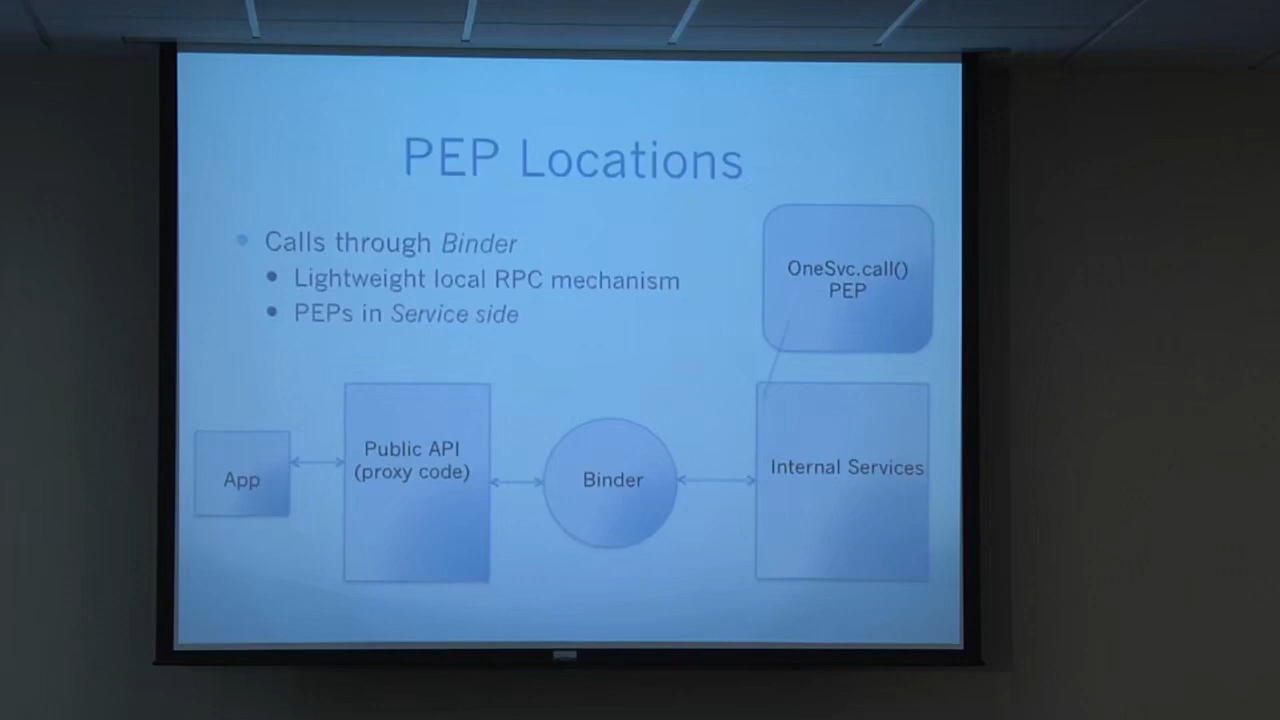 PEP Locations
• Calls through Binder
• Lightweight local RPC mechanism
• PEPs in Service side
OneSvc.call()
PEP
App
Public API
(proxy code)
Binder
Internal Services